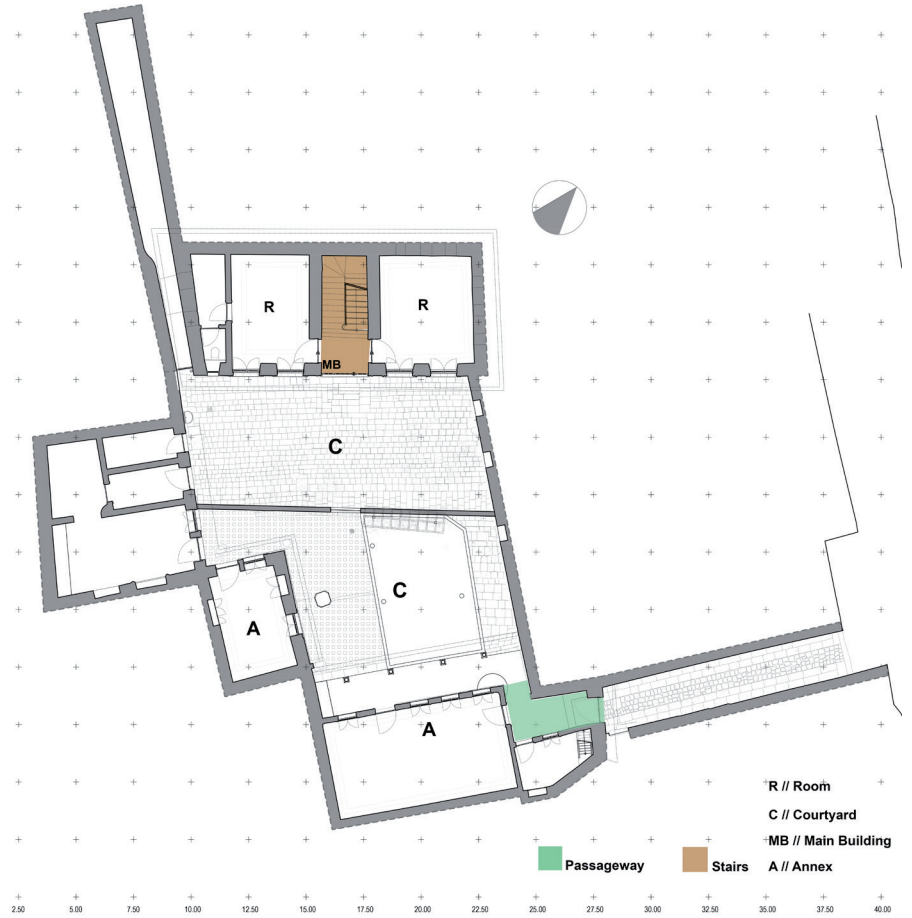 R
R
MB
C
C
A
A
R // Room
C // Courtyard
MB // Main Building
Passageway
Stairs
A // Annex
2.50 5.00 7.50 10.00 12.50 15.00 17.50 20.00 22.50 25.00 27.50 30.00 32.50 35.00 37.50 40.00